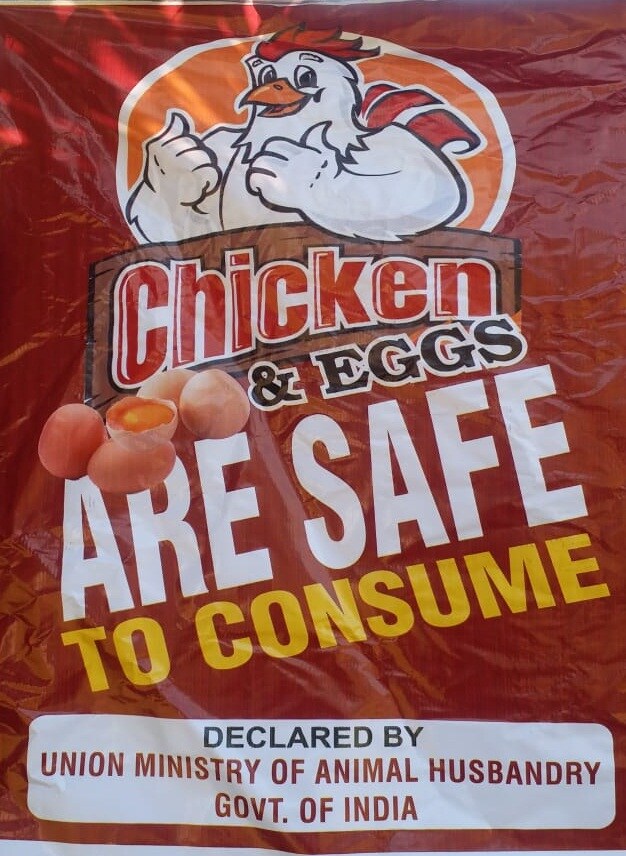 Chicken
& EGGS
ARE SAFE
TO CONSUME
DECLARED BY
UNION MINISTRY OF ANIMAL HUSBANDRY
GOVT. OF INDIA